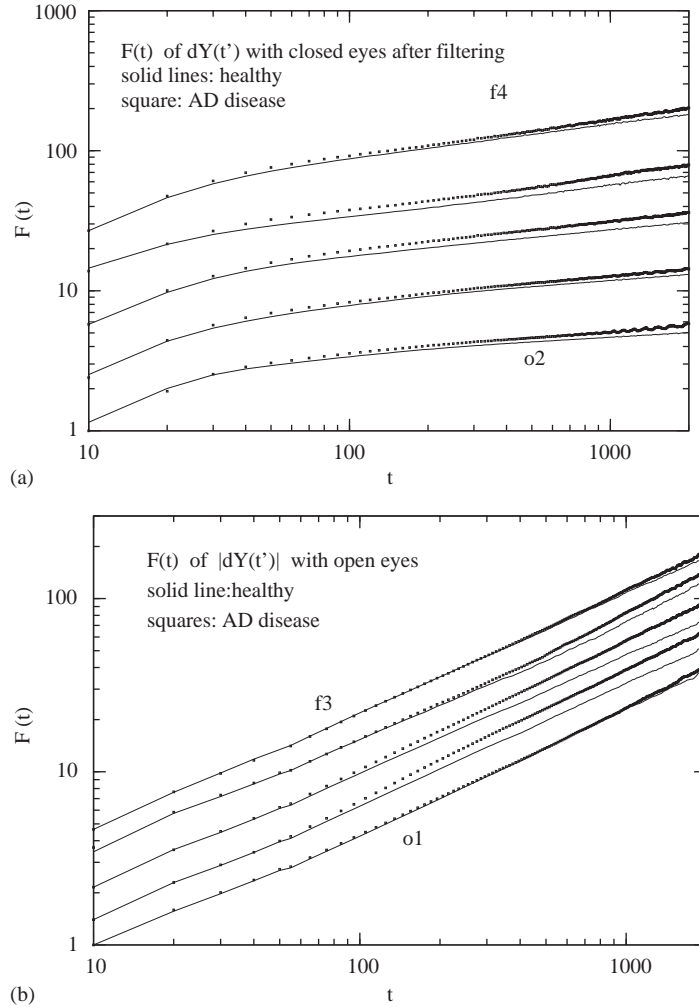 1000
F(t) of dY(t') with closed eyes after filtering
solid lines: healthy
square: AD disease
f4
100
F (t)
10
o2
1
10
100
1000
(a)
t
F(t) of |dY(t')| with open eyes
solid line:healthy
squares: AD disease
100
f3
F (t)
10
o1
1
10
100
1000
(b)
t